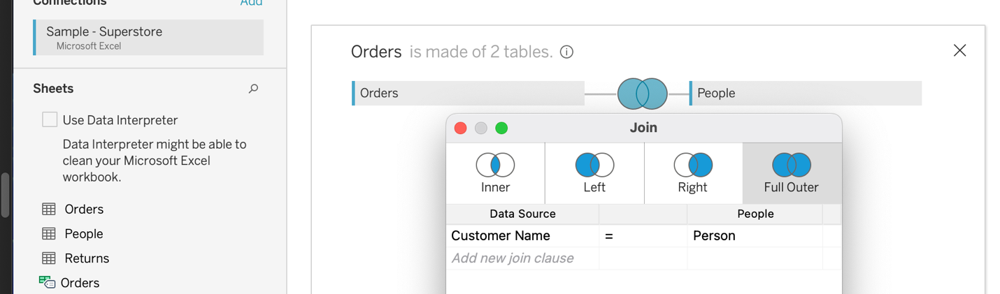 Connections
Add
Sample - Superstore
Microsoft Excel
Sheets
Use Data Interpreter
Data Interpreter might be able to
clean your Microsoft Excel
workbook.
Orders
People
Returns
Orders
Orders is made of 2 tables.
Orders
People
Join
Inner
Left
Right
Full Outer
Data Source
People
Customer Name
=
Person
Add new join clause